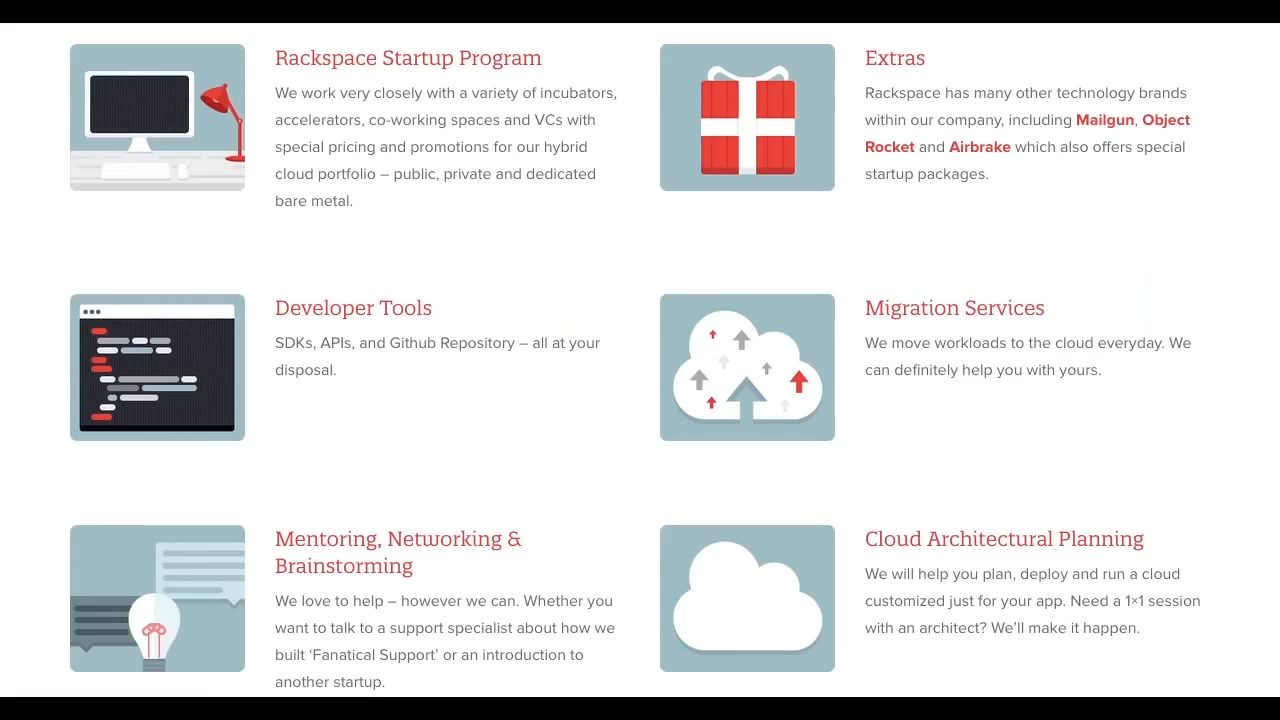 Rackspace Startup Program
We work very closely with a variety of incubators,
accelerators, co-working spaces and VCs with
special pricing and promotions for our hybrid
cloud portfolio – public, private and dedicated
bare metal.
Extras
Rackspace has many other technology brands
within our company, including Mailgun, Object
Rocket and Airbrake which also offers special
startup packages.
Developer Tools
SDKs, APIs, and Github Repository – all at your
disposal.
Migration Services
We move workloads to the cloud everyday. We
can definitely help you with yours.
Mentoring, Networking &
Brainstorming
We love to help – however we can. Whether you
want to talk to a support specialist about how we
built ‘Fanatical Support’ or an introduction to
another startup.
Cloud Architectural Planning
We will help you plan, deploy and run a cloud
customized just for your app. Need a 1×1 session
with an architect? We’ll make it happen.